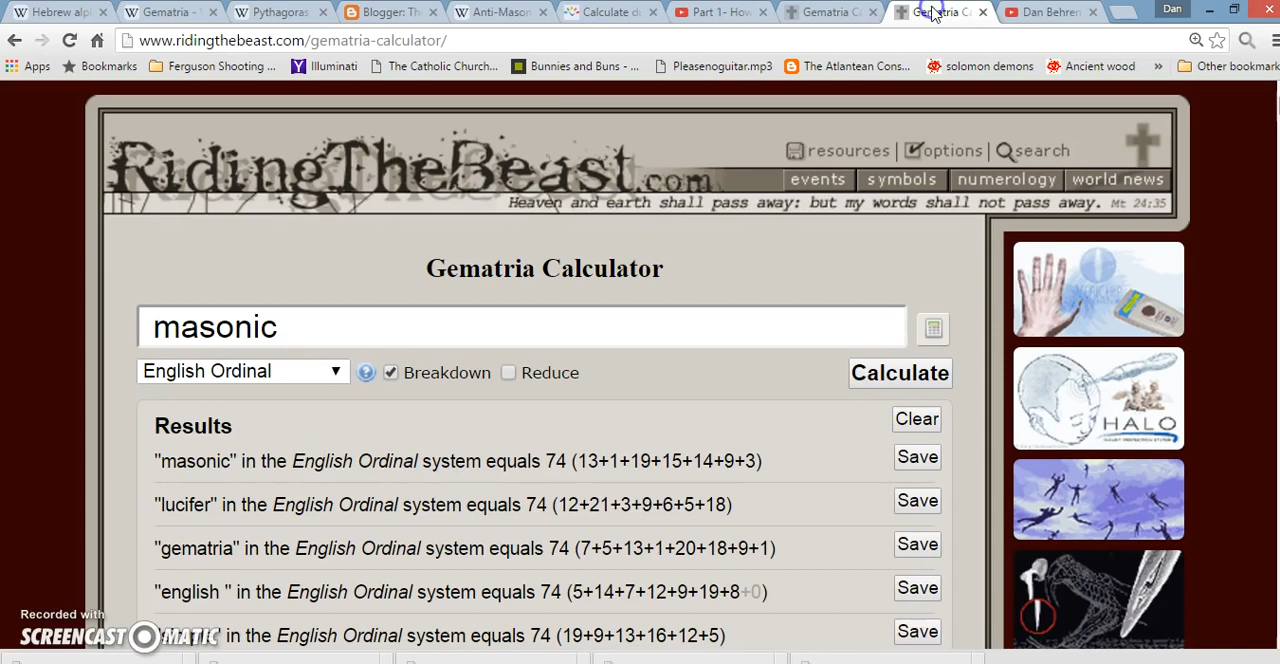 Hebrew alpl
Gematria - W
Pythagoras
Blogger: The
Anti-Mason
Calculate d
Part 1- How
Gematria C
Dan Behren
Dan
www.ridingthebeast.com/gematria-calculator/
Apps Bookmarks Ferguson Shooting ... Illuminati The Catholic Church... Bunnies and Buns - ... Pleasenoguitar.mp3 The Atlantean Cons... solomon demons Ancient wood » Other bookmark
RidingTheBeast.com
resources | options | search
events symbols numerology world news
Heaven and earth shall pass away: but my words shall not pass away. Mt 24:35
Gematria Calculator
masonic
English Ordinal ? Breakdown Reduce Calculate
Results Clear
"masonic" in the English Ordinal system equals 74 (13+1+19+15+14+9+3) Save
"lucifer" in the English Ordinal system equals 74 (12+21+3+9+6+5+18) Save
"gematria" in the English Ordinal system equals 74 (7+5+13+1+20+18+9+1) Save
"english " in the English Ordinal system equals 74 (5+14+7+12+9+19+8+0) Save
in the English Ordinal system equals 74 (19+9+13+16+12+5) Save
HALO
Recorded with
SCREENCAST MATIC